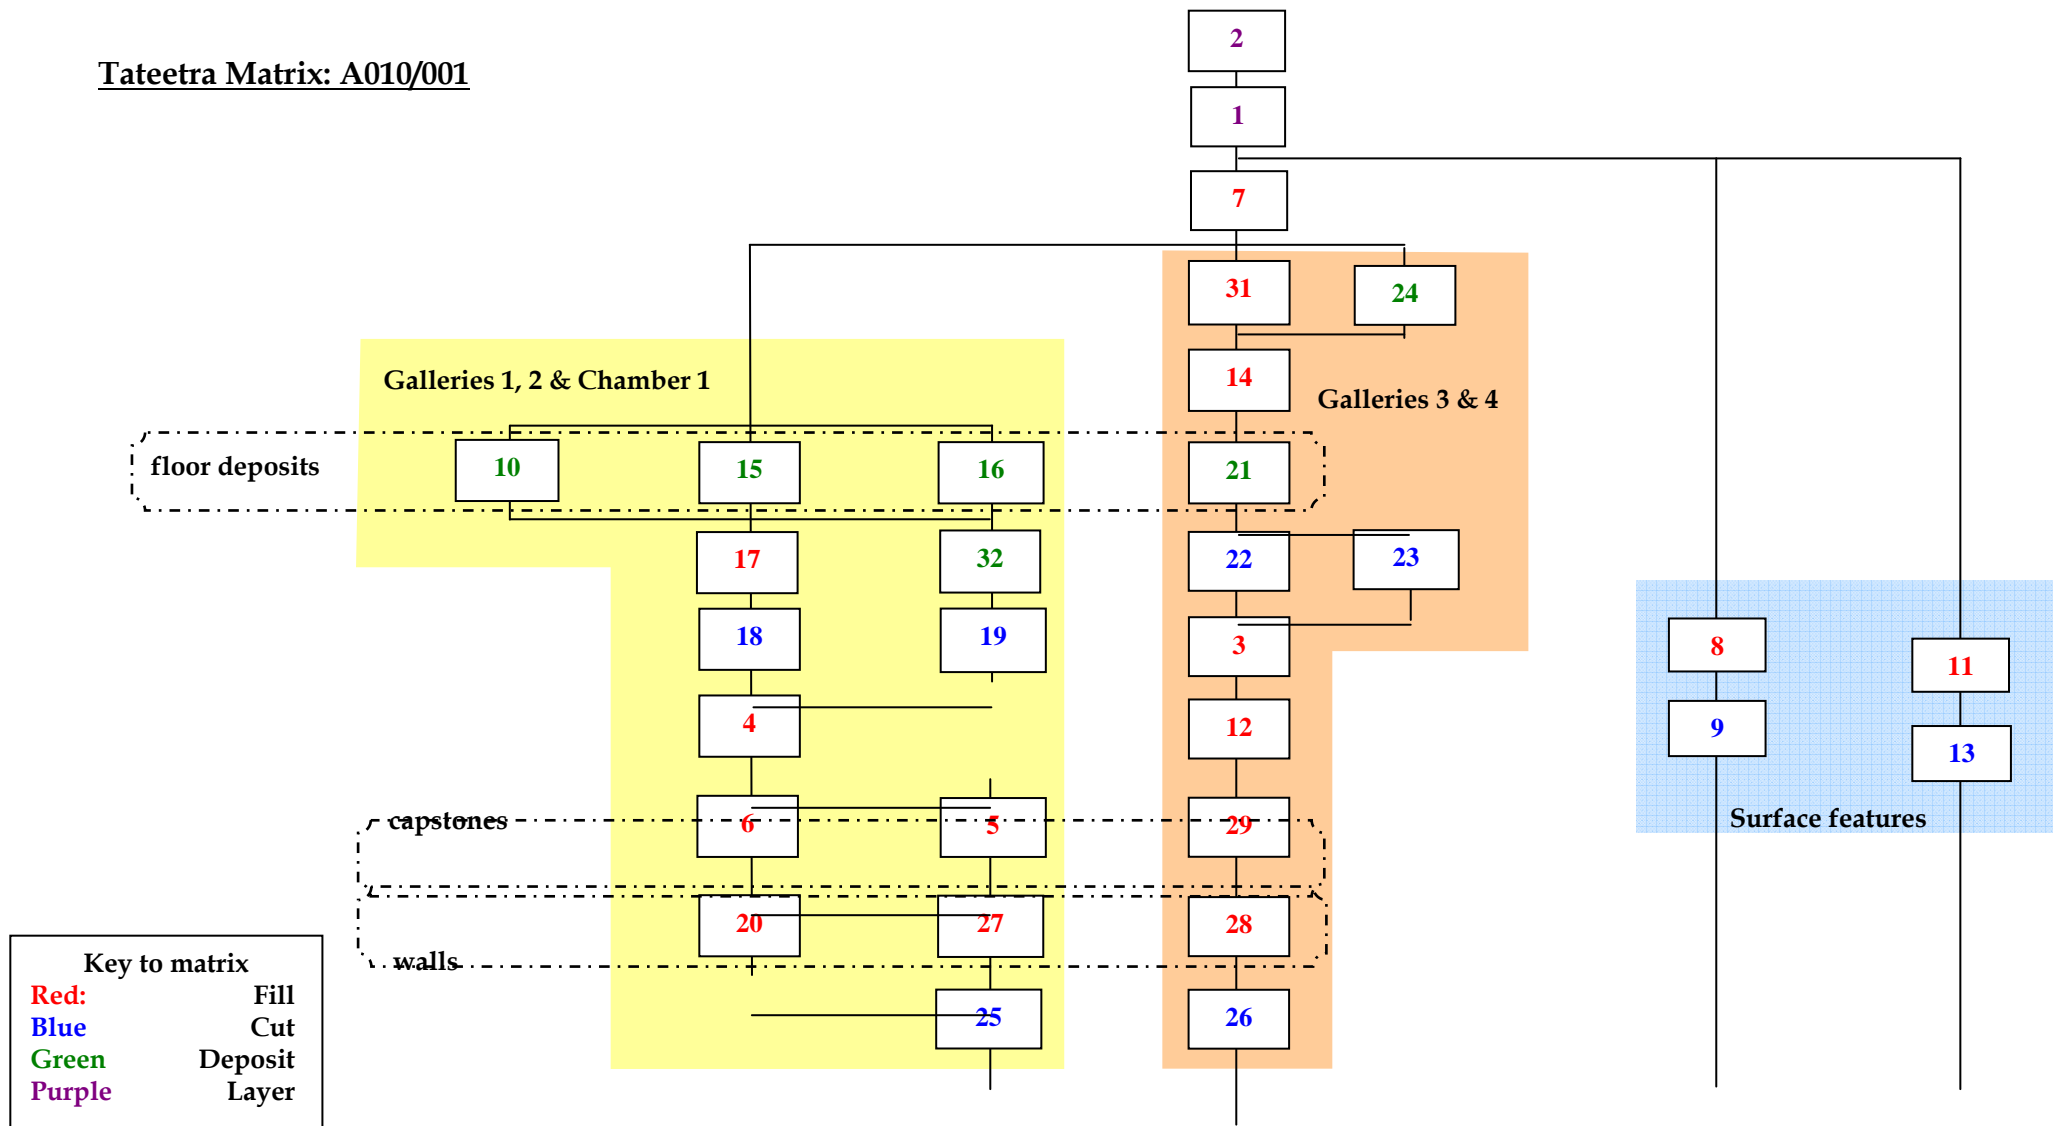 Tateetra Matrix: A010/001
2
1
7
31
24
14
Galleries 1, 2 & Chamber 1
Galleries 3 & 4
floor deposits
10
15
16
21
17
32
22
23
18
19
3
8
11
4
12
9
13
capstones
6
5
29
Surface features
20
27
28
walls
25
26
Key to matrix
Red: Fill
Blue Cut
Green Deposit
Purple Layer